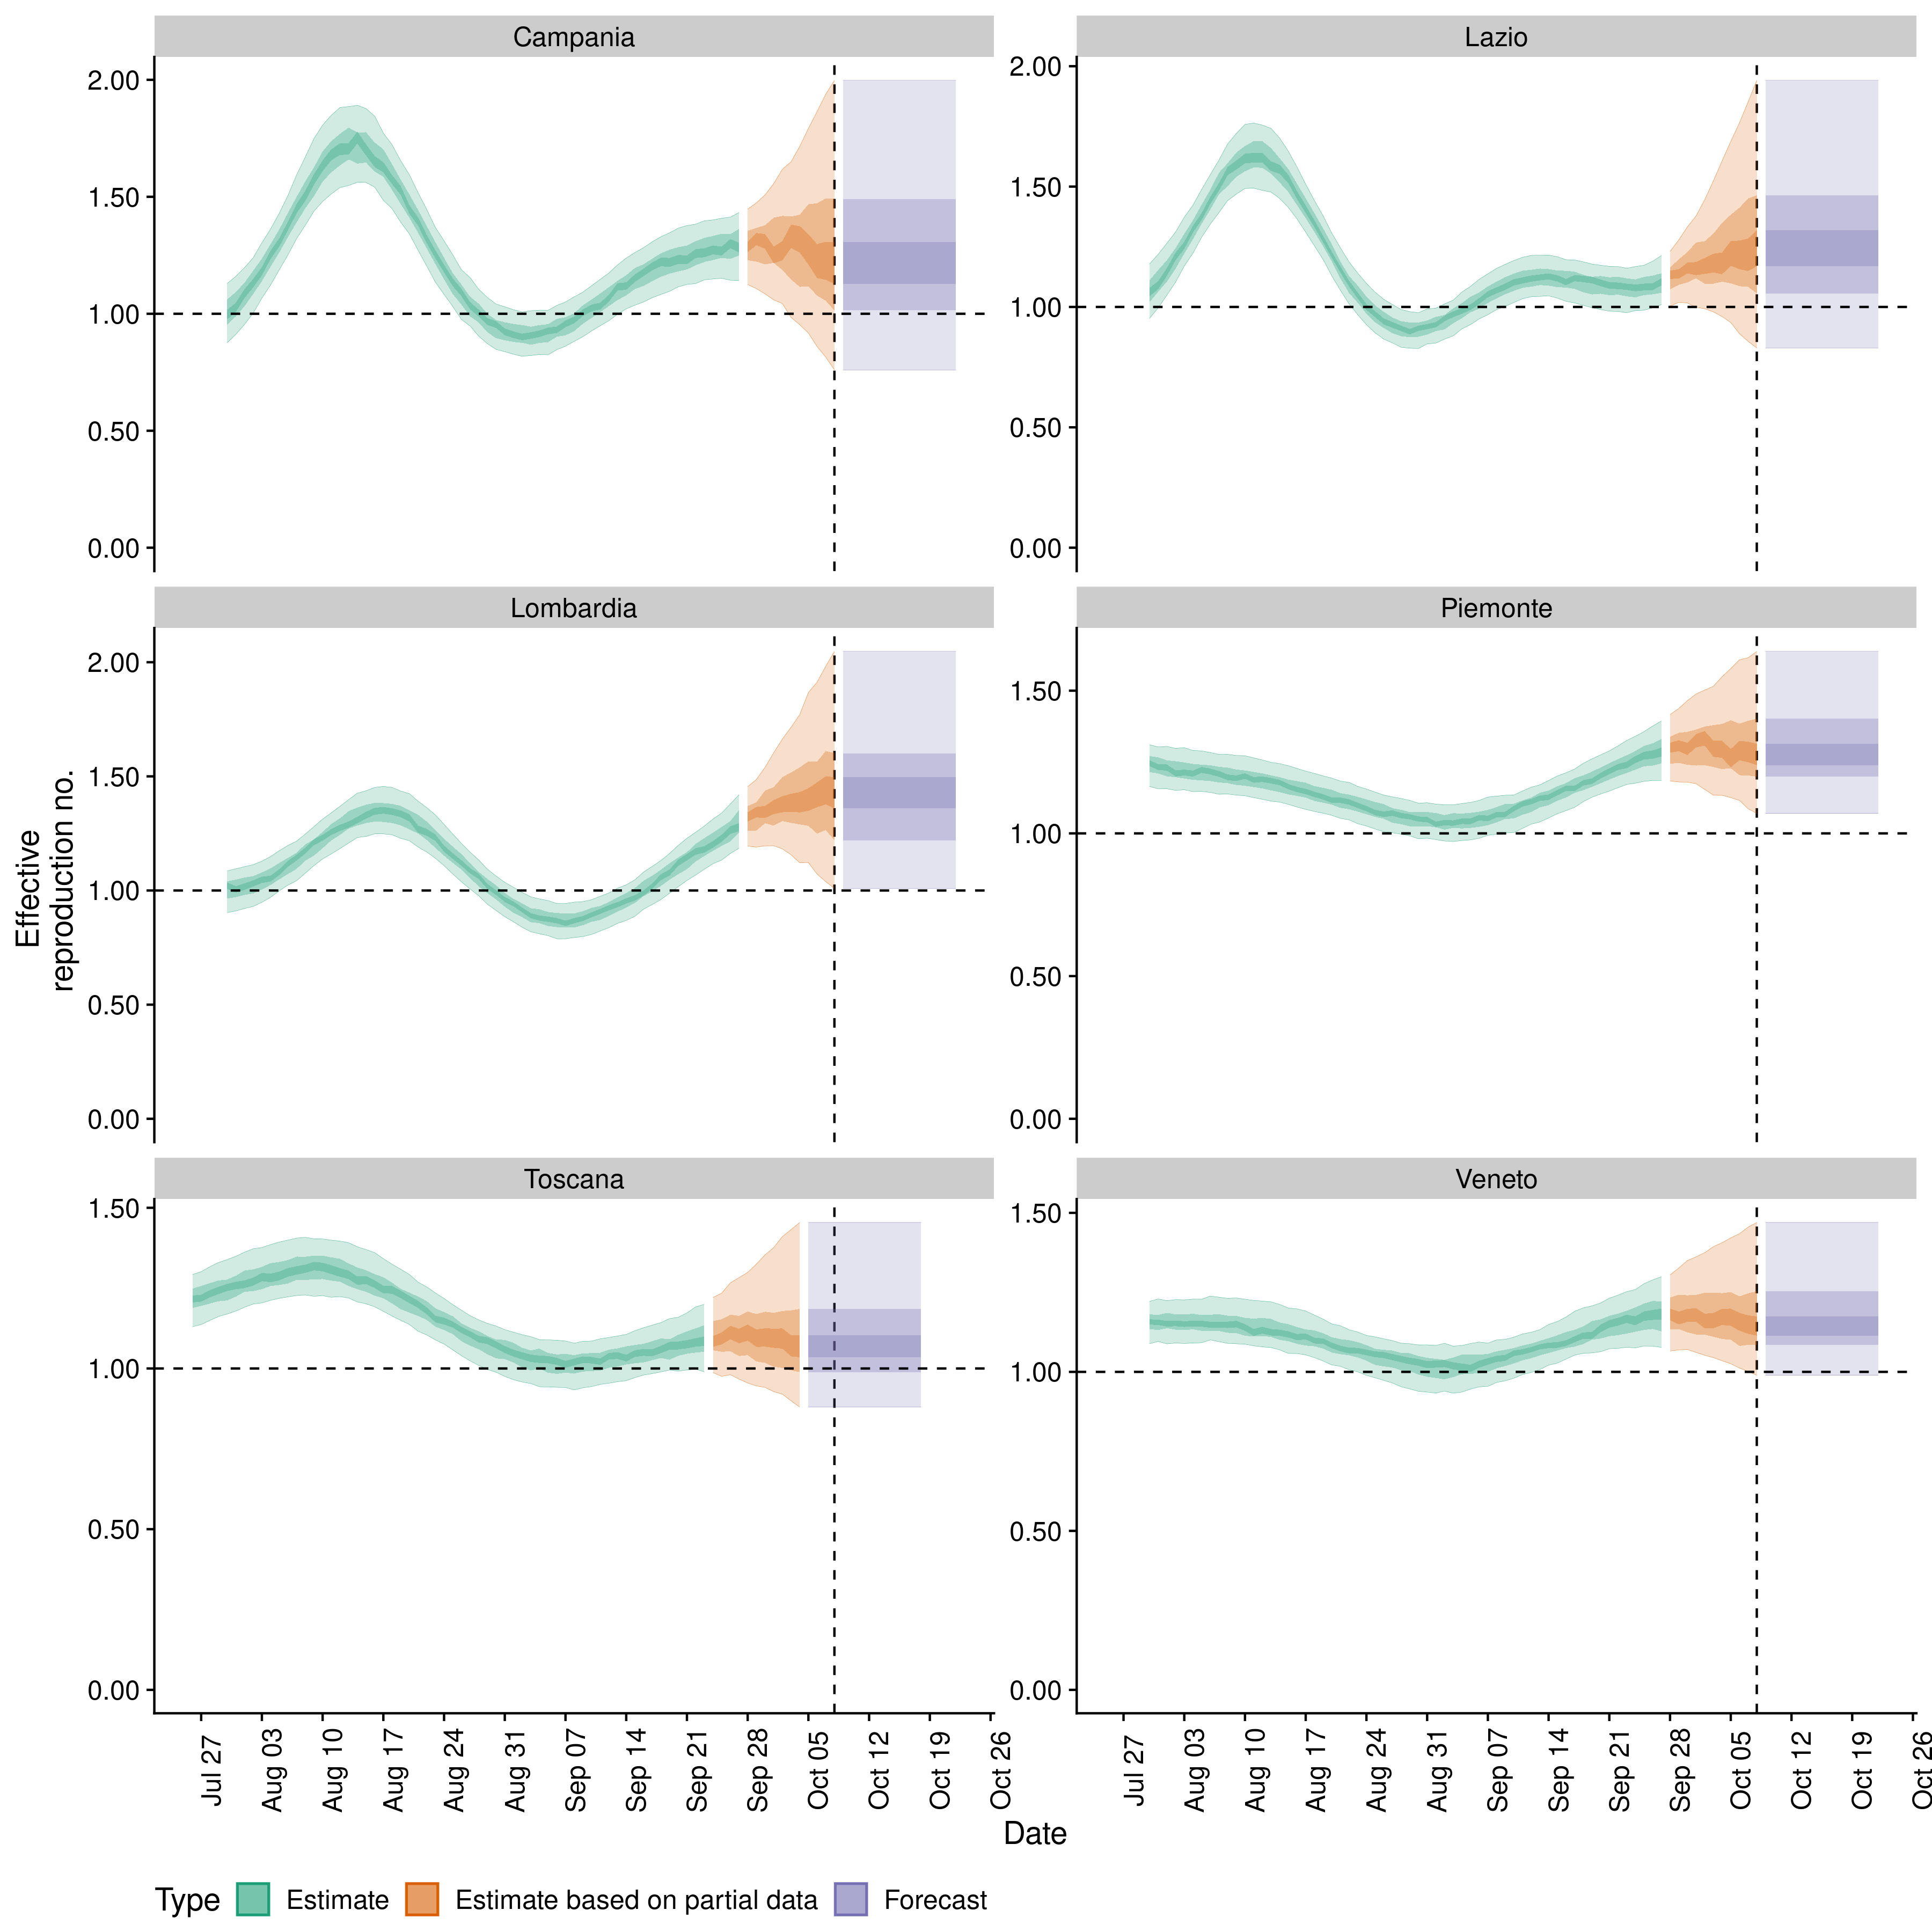 Campania
Lazio
2.00
1.50
1.00
0.50
0.00
2.00
1.50
1.00
0.50
0.00
Lombardia
Piemonte
2.00
1.50
1.00
0.50
0.00
1.50
1.00
0.50
0.00
Effective
reproduction no.
Toscana
Veneto
1.50
1.00
0.50
0.00
1.50
1.00
0.50
0.00
Jul 27
Aug 03
Aug 10
Aug 17
Aug 24
Aug 31
Sep 07
Sep 14
Sep 21
Sep 28
Oct 05
Oct 12
Oct 19
Oct 26
Jul 27
Aug 03
Aug 10
Aug 17
Aug 24
Aug 31
Sep 07
Sep 14
Sep 21
Sep 28
Oct 05
Oct 12
Oct 19
Oct 26
Date
Type Estimate Estimate based on partial data Forecast